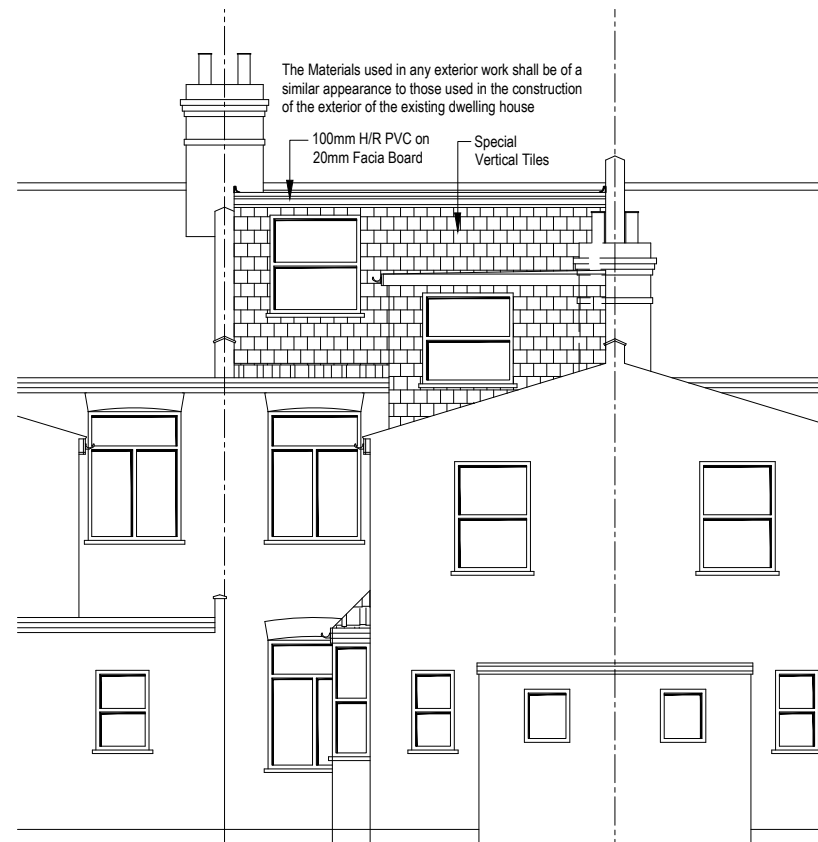 The Materials used in any exterior work shall be of a
similar appearance to those used in the construction
of the exterior of the existing dwelling house
100mm H/R PVC on
20mm Facia Board
Special
Vertical Tiles